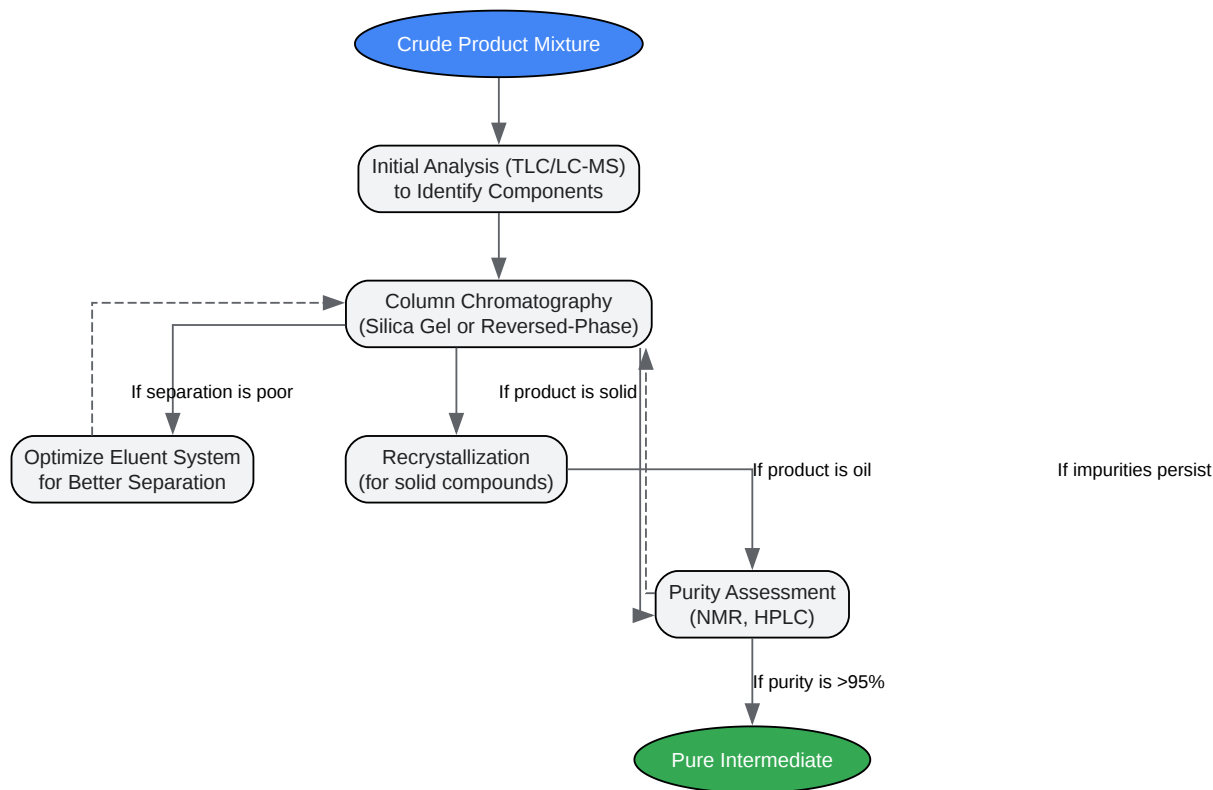 Crude Product Mixture
Initial Analysis (TLC/LC-MS)
to Identify Components
Column Chromatography
(Silica Gel or Reversed-Phase)
If separation is poor
If product is solid
Optimize Eluent System
for Better Separation
Recrystallization
(for solid compounds)
If product is oil
If impurities persist
Purity Assessment
(NMR, HPLC)
If purity is >95%
Pure Intermediate